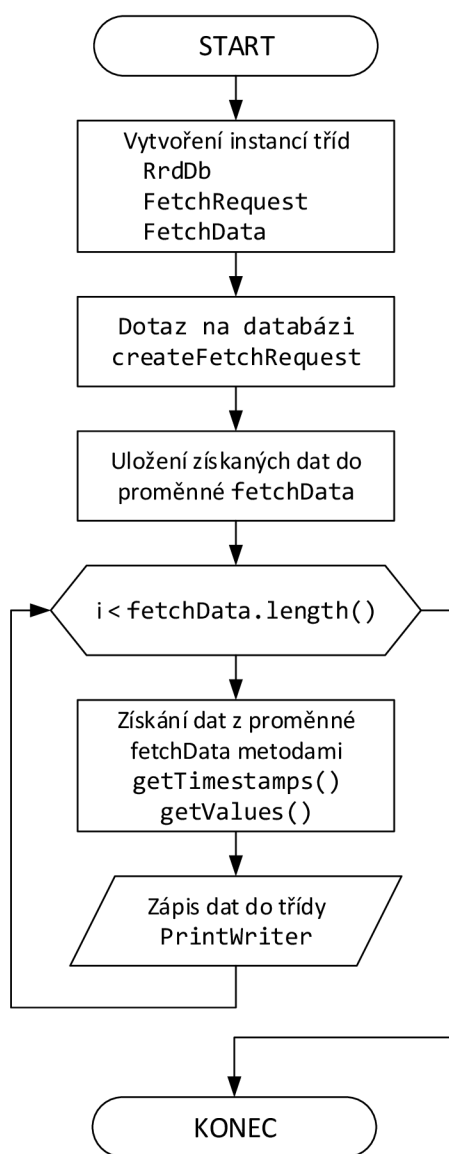 START
Vytvoření instancí tříd
RrdDb
FetchRequest
FetchData
Dotaz na databázi
createFetchRequest
Uložení získaných dat do
proměnné fetchData
i < fetchData.length()
Získání dat z proměnné
fetchData metodami
getTimestamps()
getValues()
Zápis dat do třídy
PrintWriter
KONEC